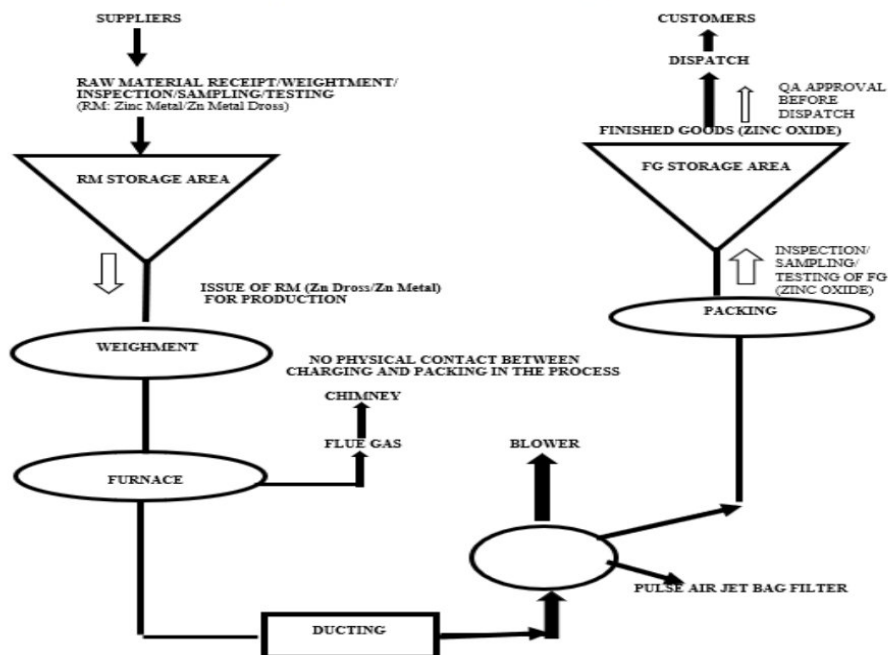 SUPPLIERS
RAW MATERIAL RECEIPT/WEIGHTMENT/
INSPECTION/SAMPLING/TESTING
(RM: Zinc Metal/Zn Metal Dross)
RM STORAGE AREA
ISSUE OF RM (Zn Dross/Zn Metal)
FOR PRODUCTION
WEIGHMENT
NO PHYSICAL CONTACT BETWEEN
CHARGING AND PACKING IN THE PROCESS
CHIMNEY
FLUE GAS
FURNACE
DUCTING
BLOWER
PULSE AIR JET BAG FILTER
PACKING
INSPECTION/
SAMPLING/
TESTING OF FG
(ZINC OXIDE)
FG STORAGE AREA
FINISHED GOODS (ZINC OXIDE)
QA APPROVAL
BEFORE
DISPATCH
DISPATCH
CUSTOMERS